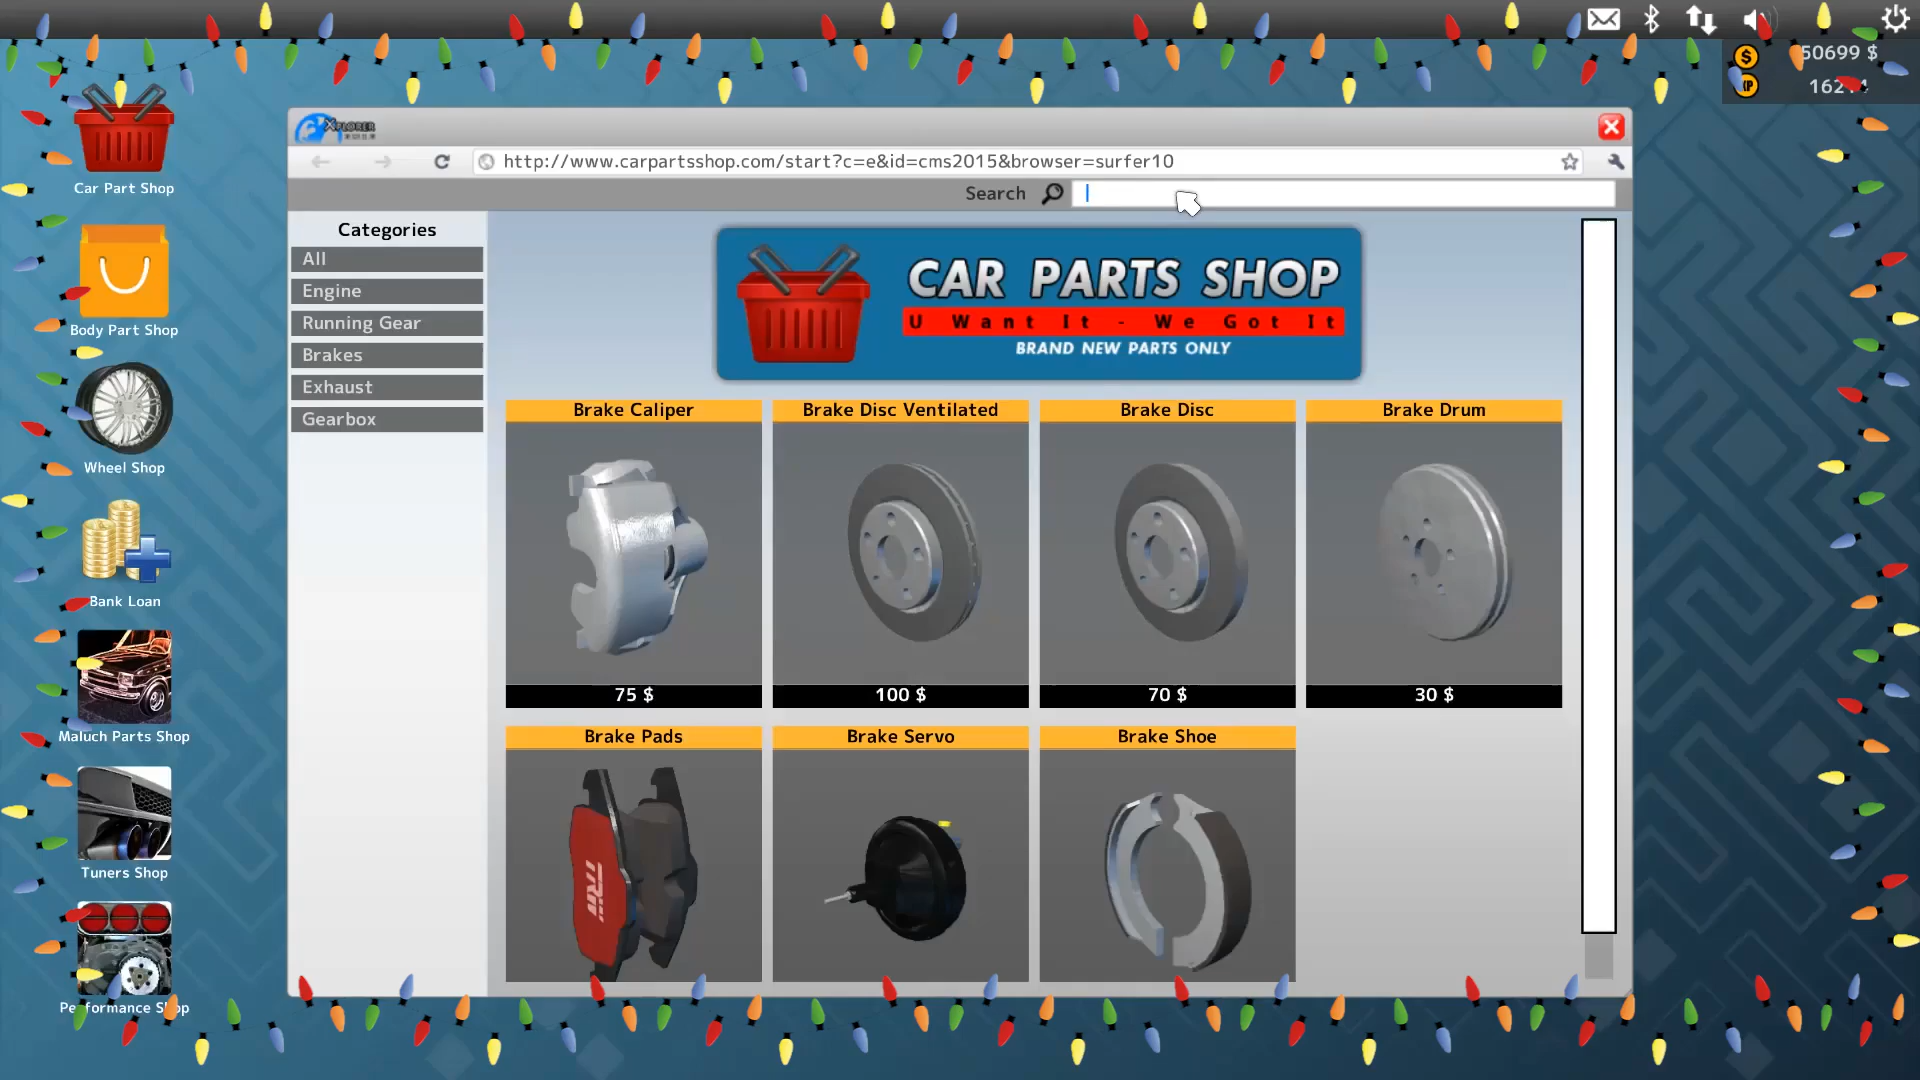 50699 $
Car Part Shop
Body Part Shop
Wheel Shop
Bank Loan
Maluch Parts Shop
Tuners Shop
Performance Shop
XPLORER
http://www.carpartsshop.com/start?c=e&id=cms2015&browser=surfer10
Search
Categories
All
Engine
Running Gear
Brakes
Exhaust
Gearbox
CAR PARTS SHOP
U Want It - We Got It
BRAND NEW PARTS ONLY
Brake Caliper
75 $
Brake Disc Ventilated
100 $
Brake Disc
70 $
Brake Drum
30 $
Brake Pads
TRW
Brake Servo
Brake Shoe